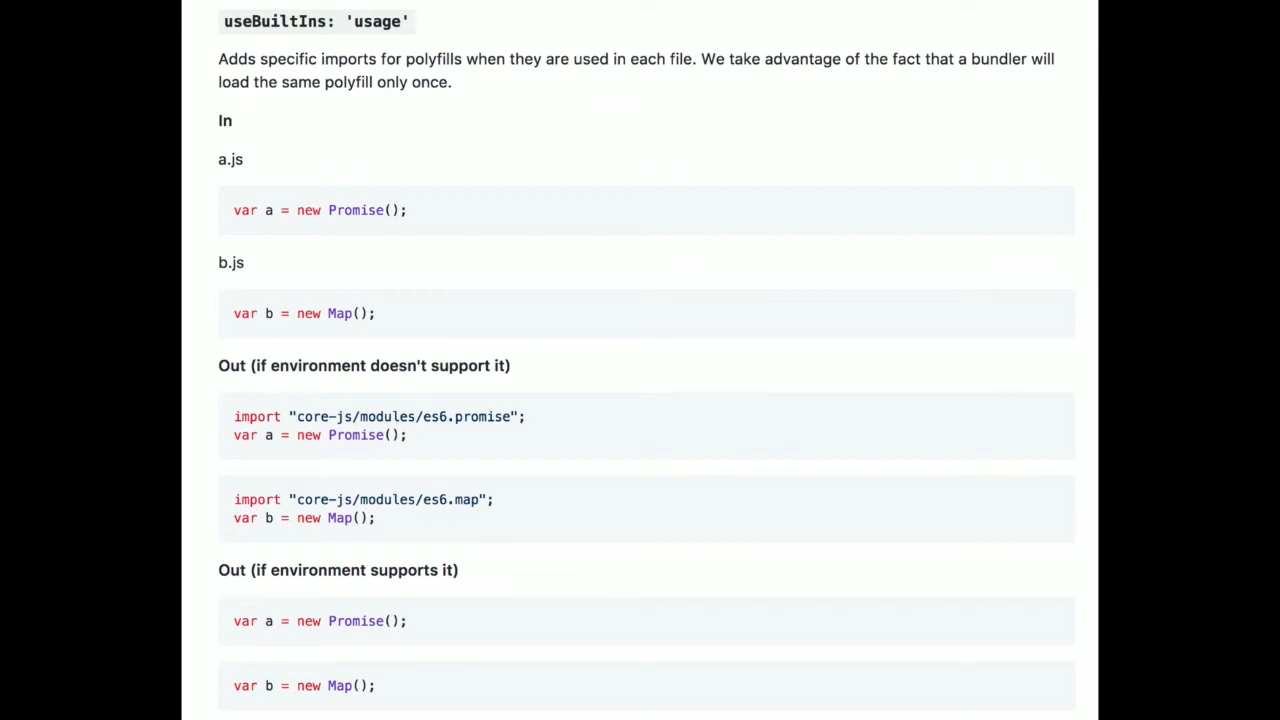 useBuiltIns: 'usage'
Adds specific imports for polyfills when they are used in each file. We take advantage of the fact that a bundler will
load the same polyfill only once.
In
a.js
var a = new Promise();
b.js
var b = new Map();
Out (if environment doesn't support it)
import "core-js/modules/es6.promise";
var a = new Promise();
import "core-js/modules/es6.map";
var b = new Map();
Out (if environment supports it)
var a = new Promise();
var b = new Map();